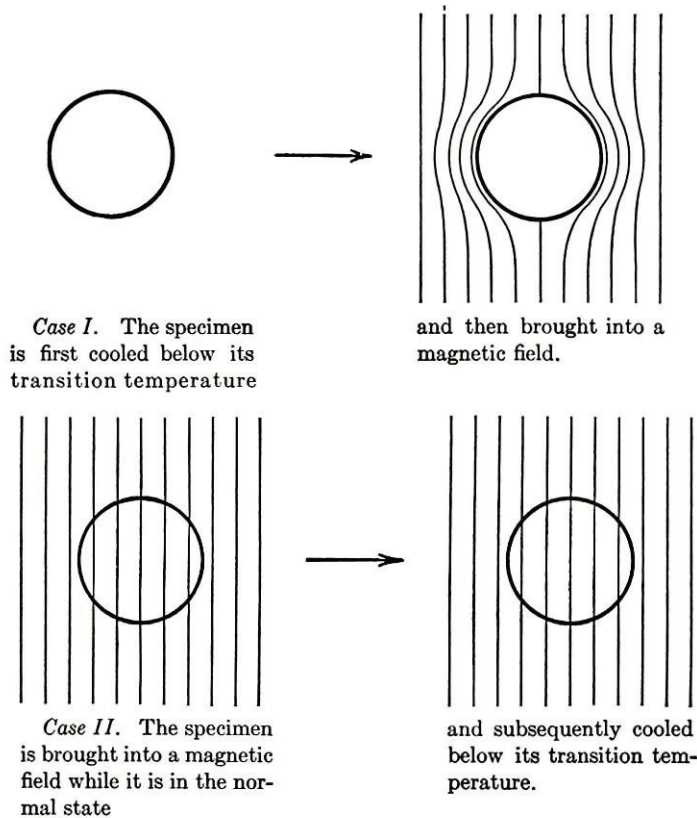 Case I. The specimen
is first cooled below its
transition temperature
and then brought into a
magnetic field.
Case II. The specimen
is brought into a magnetic
field while it is in the nor-
mal state
and subsequently cooled
below its transition tem-
perature.